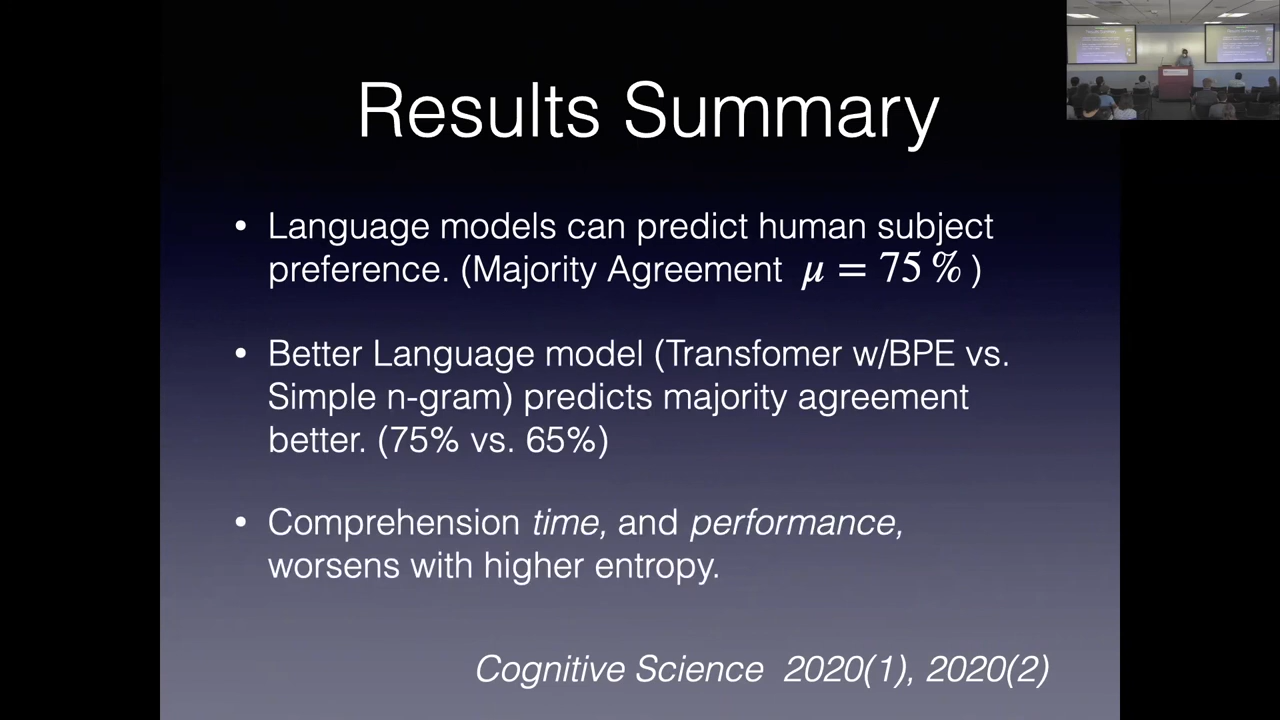 Results Summary
• Language models can predict human subject
preference. (Majority Agreement μ = 75 % )
• Better Language model (Transfomer w/BPE vs.
Simple n-gram) predicts majority agreement
better. (75% vs. 65%)
• Comprehension time, and performance,
worsens with higher entropy.
Cognitive Science 2020(1), 2020(2)